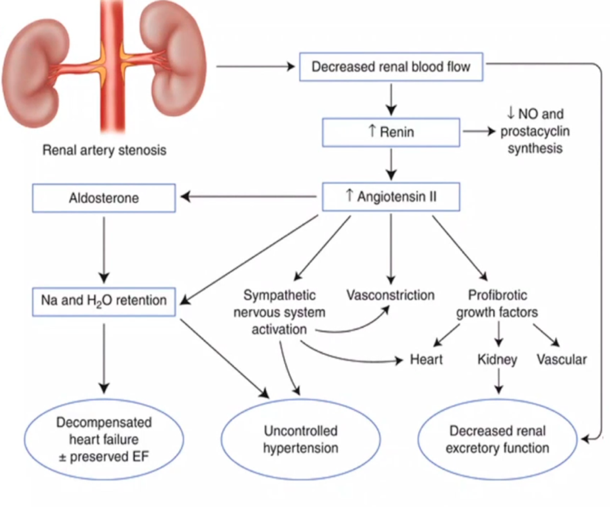 Decreased renal blood flow
↓ NO and
prostacyclin
synthesis
↑ Renin
Renal artery stenosis
Aldosterone
↑ Angiotensin II
Na and H₂O retention
Sympathetic
nervous system
activation
Vasconstriction
Profibrotic
growth factors
Heart
Kidney
Vascular
Decompensated
heart failure
± preserved EF
Uncontrolled
hypertension
Decreased renal
excretory function